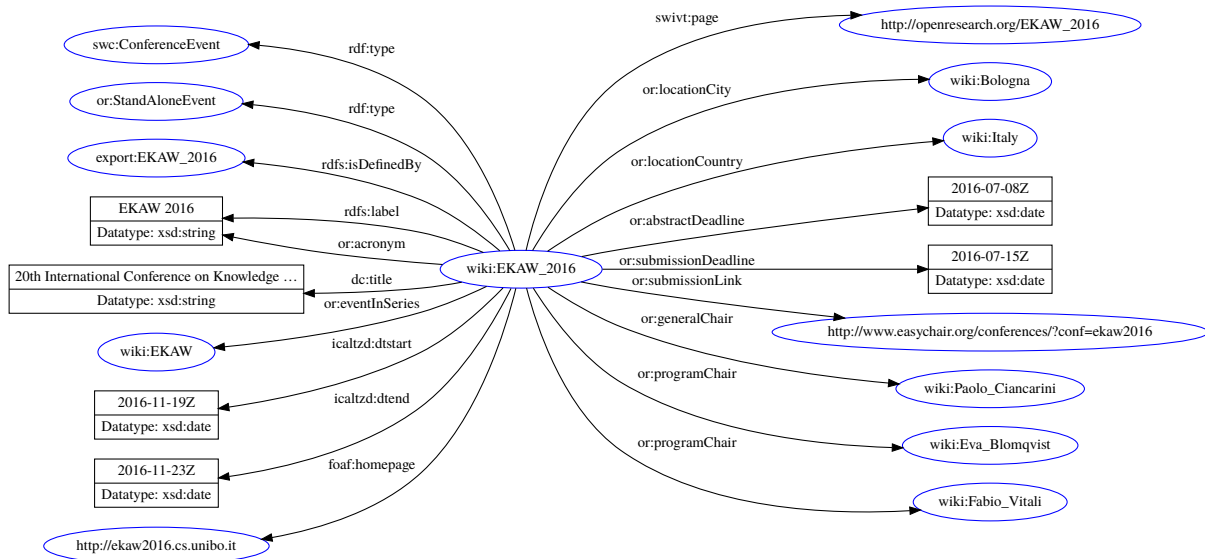 swivt:page
http://openresearch.org/EKAW_2016
swc:ConferenceEvent
rdf:type
or:locationCity
wiki:Bologna
or:StandAloneEvent
rdf:type
wiki:Italy
export:EKAW_2016
rdfs:isDefinedBy
or:locationCountry
2016-07-08Z
Datatype: xsd:date
EKAW 2016
Datatype: xsd:string
rdfs:label
or:acronym
or:abstractDeadline
20th International Conference on Knowledge …
Datatype: xsd:string
dc:title
wiki:EKAW_2016
or:submissionDeadline
2016-07-15Z
Datatype: xsd:date
or:eventInSeries
or:submissionLink
http://www.easychair.org/conferences/?conf=ekaw2016
wiki:EKAW
icaltzd:dtstart
or:generalChair
wiki:Paolo_Ciancarini
2016-11-19Z
Datatype: xsd:date
icaltzd:dtend
or:programChair
wiki:Eva_Blomqvist
2016-11-23Z
Datatype: xsd:date
foaf:homepage
or:programChair
wiki:Fabio_Vitali
http://ekaw2016.cs.unibo.it